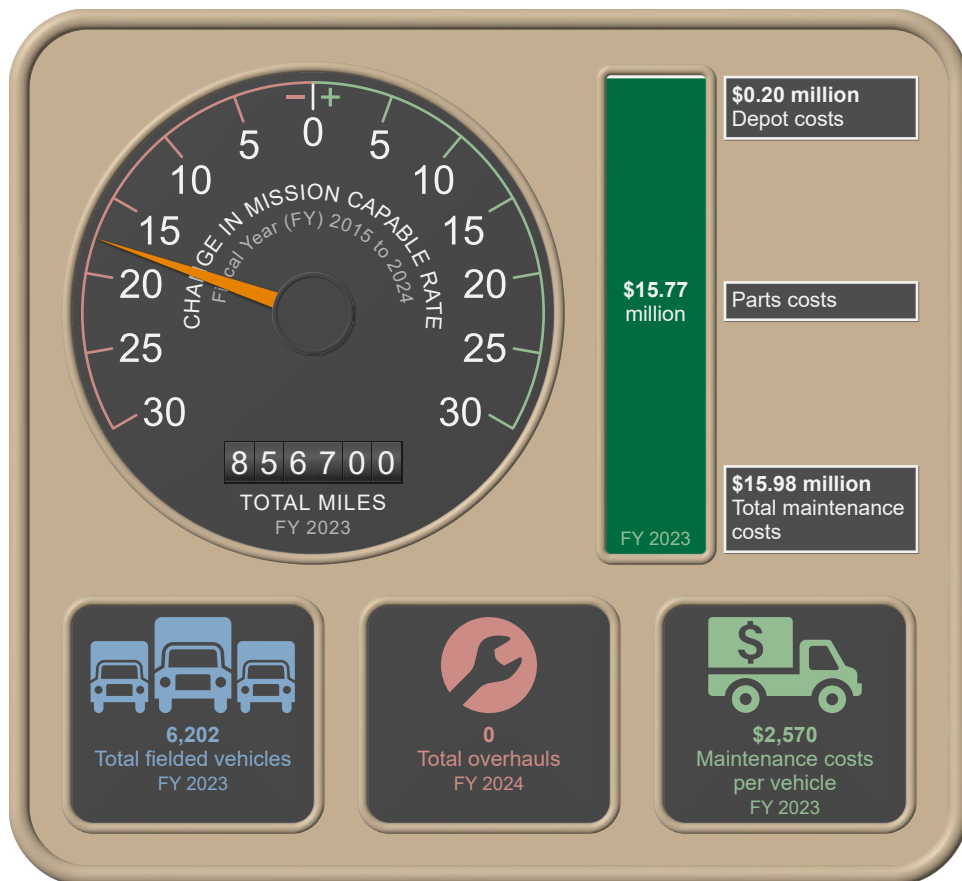 − +
0
5 5
10 10
15 15
20 20
25 25
30 30
CHANGE IN MISSION CAPABLE RATE
Fiscal Year (FY) 2015 to 2024
856700
TOTAL MILES
FY 2023
$15.77
million
FY 2023
$0.20 million
Depot costs
Parts costs
$15.98 million
Total maintenance
costs
6,202
Total fielded vehicles
FY 2023
0
Total overhauls
FY 2024
$
$2,570
Maintenance costs
per vehicle
FY 2023